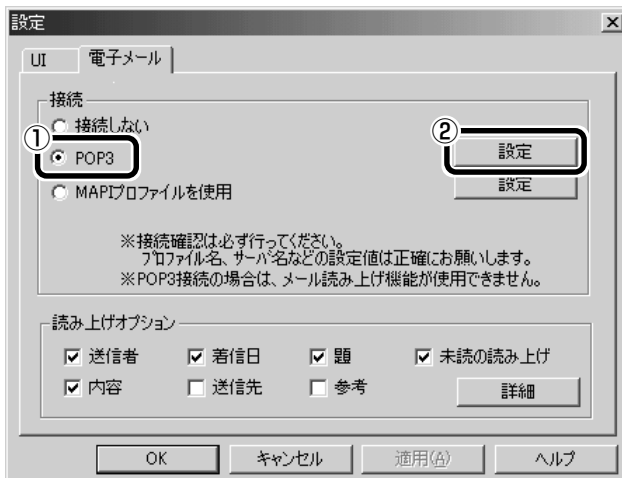 設定
UI 電子メール
接続
① 接続しない
② 設定
POP3
MAPIプロファイルを使用 設定
※接続確認は必ず行ってください。
プロファイル名、サーバ名などの設定値は正確にお願いします。
※POP3接続の場合は、メール読み上げ機能が使用できません。
読み上げオプション
送信者 着信日 題 未読の読み上げ
内容 送信先 参考 詳細
OK キャンセル 適用(A) ヘルプ